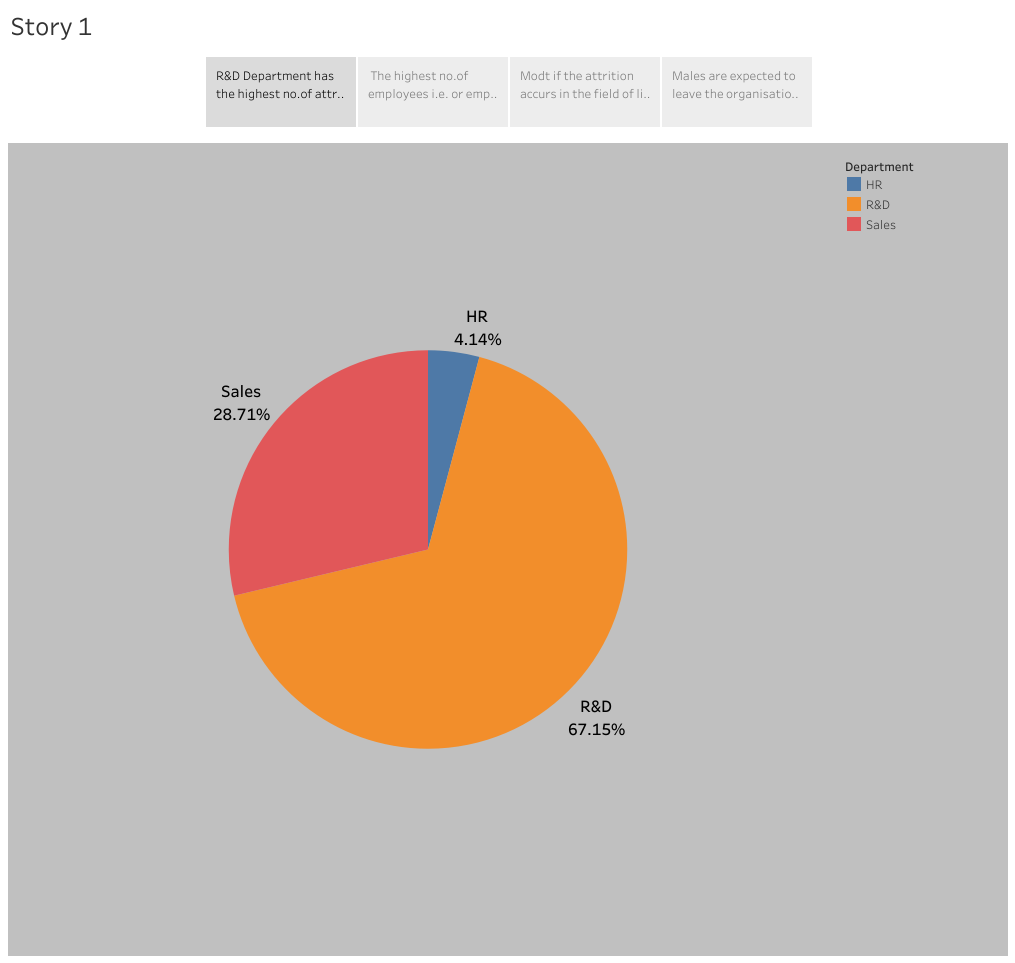 Story 1
R&D Department has
the highest no.of attr..
The highest no.of
employees i.e. or emp..
Modt if the attrition
accurs in the field of li..
Males are expected to
leave the organisatio..
Department
HR
R&D
Sales
HR
4.14%
Sales
28.71%
R&D
67.15%